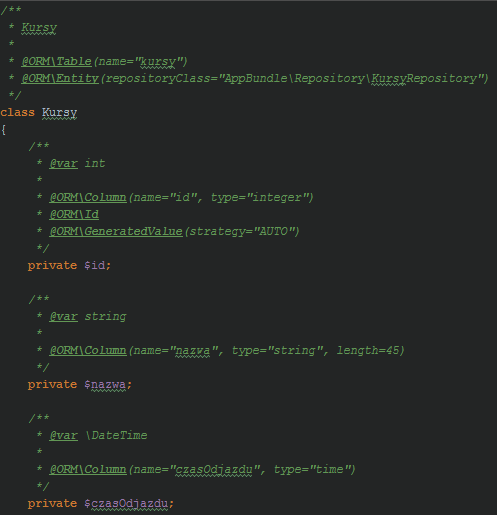 /**
 * Kursy
 *
 * @ORM\Table(name="kursy")
 * @ORM\Entity(repositoryClass="AppBundle\Repository\KursyRepository")
 */
class Kursy
{
    /**
     * @var int
     *
     * @ORM\Column(name="id", type="integer")
     * @ORM\Id
     * @ORM\GeneratedValue(strategy="AUTO")
     */
    private $id;

    /**
     * @var string
     *
     * @ORM\Column(name="nazwa", type="string", length=45)
     */
    private $nazwa;

    /**
     * @var \DateTime
     *
     * @ORM\Column(name="czasOdjazdu", type="time")
     */
    private $czasOdjazdu;